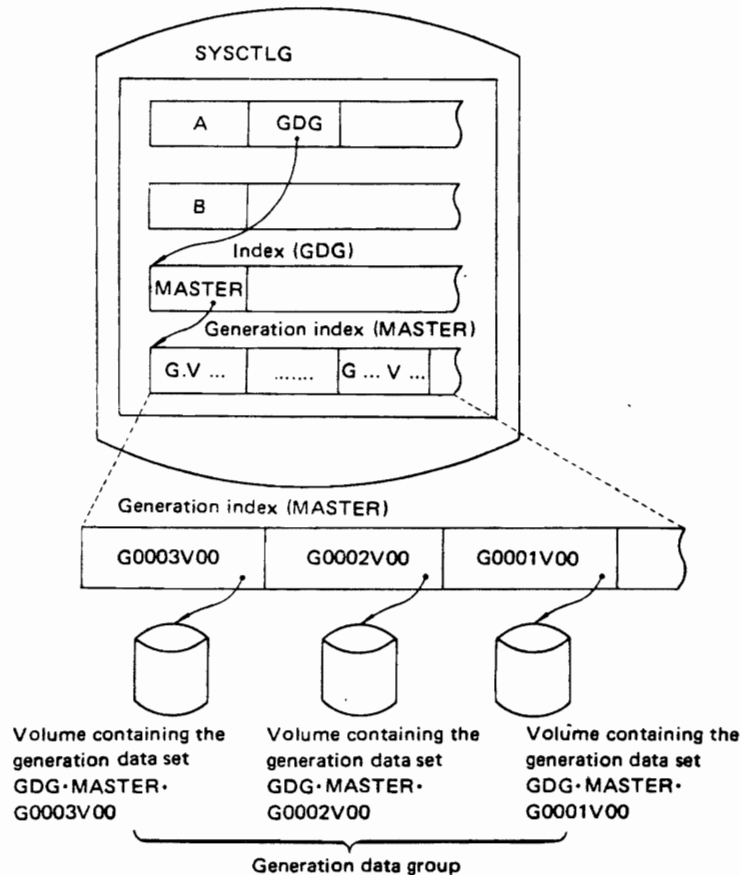 SYSCTLG
A GDG
B
Index (GDG)
MASTER
Generation index (MASTER)
G.V ... ....... G ... V ...
Generation index (MASTER)
G0003V00 G0002V00 G0001V00
Volume containing the
generation data set
GDG·MASTER·
G0003V00
Volume containing the
generation data set
GDG·MASTER·
G0002V00
Volume containing the
generation data set
GDG·MASTER·
G0001V00
Generation data group